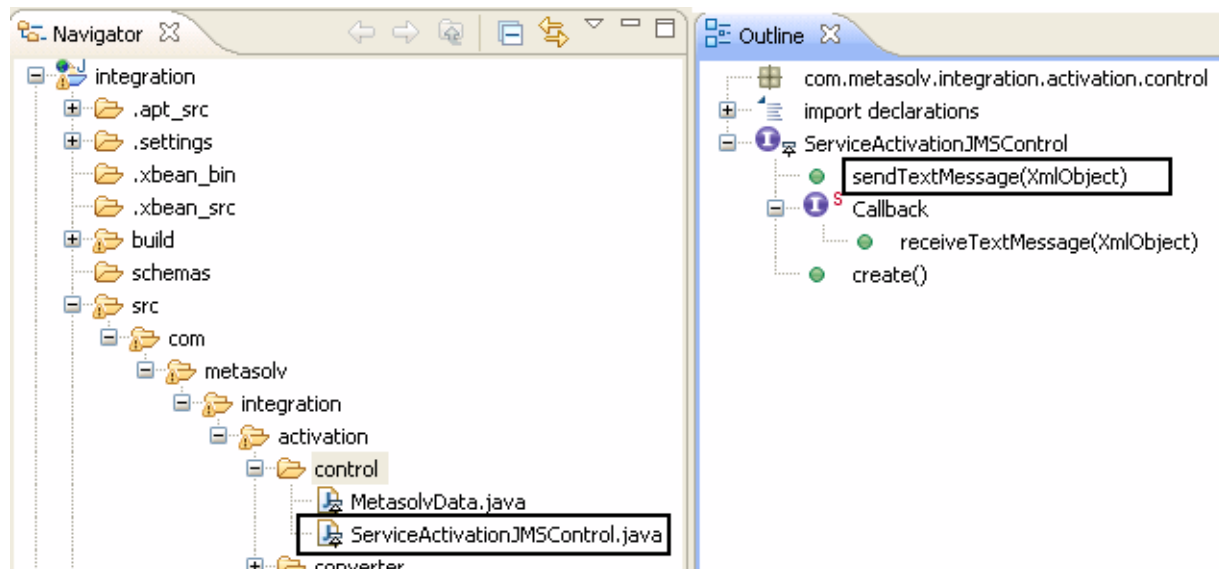 Navigator
integration
.apt_src
.settings
.xbean_bin
.xbean_src
build
schemas
src
com
metasolv
integration
activation
control
MetasolvData.java
ServiceActivationJMSControl.java
converter
Outline
com.metasolv.integration.activation.control
import declarations
ServiceActivationJMSControl
sendTextMessage(XmlObject)
S Callback
receiveTextMessage(XmlObject)
create()